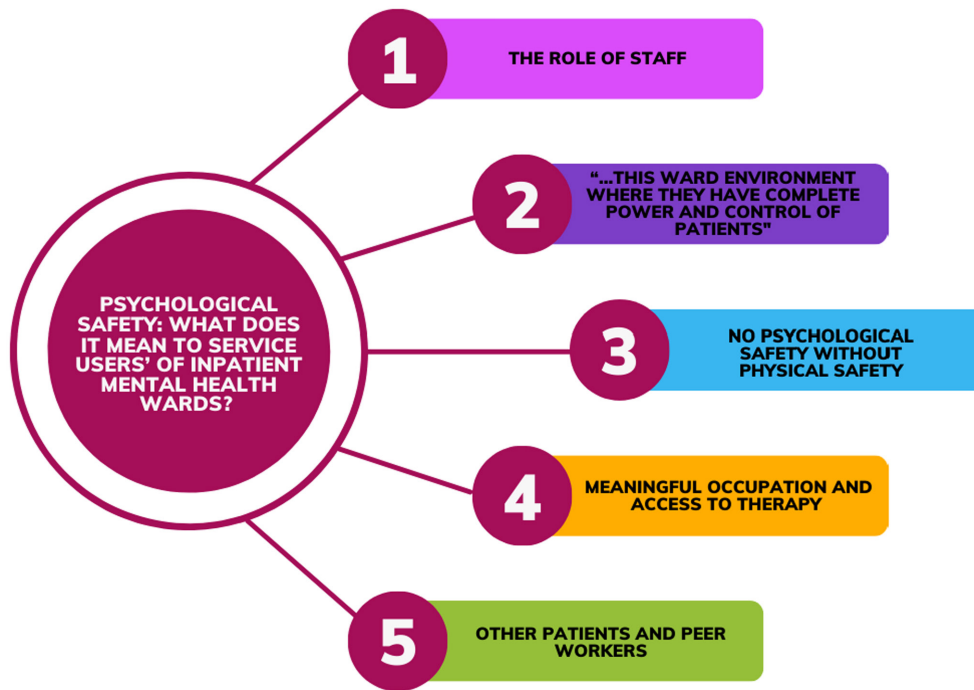 1
THE ROLE OF STAFF
2
“...THIS WARD ENVIRONMENT
WHERE THEY HAVE COMPLETE
POWER AND CONTROL OF
PATIENTS"
PSYCHOLOGICAL
SAFETY: WHAT DOES
IT MEAN TO SERVICE
USERS’ OF INPATIENT
MENTAL HEALTH
WARDS?
3
NO PSYCHOLOGICAL
SAFETY WITHOUT
PHYSICAL SAFETY
4
MEANINGFUL OCCUPATION AND
ACCESS TO THERAPY
5
OTHER PATIENTS AND PEER
WORKERS